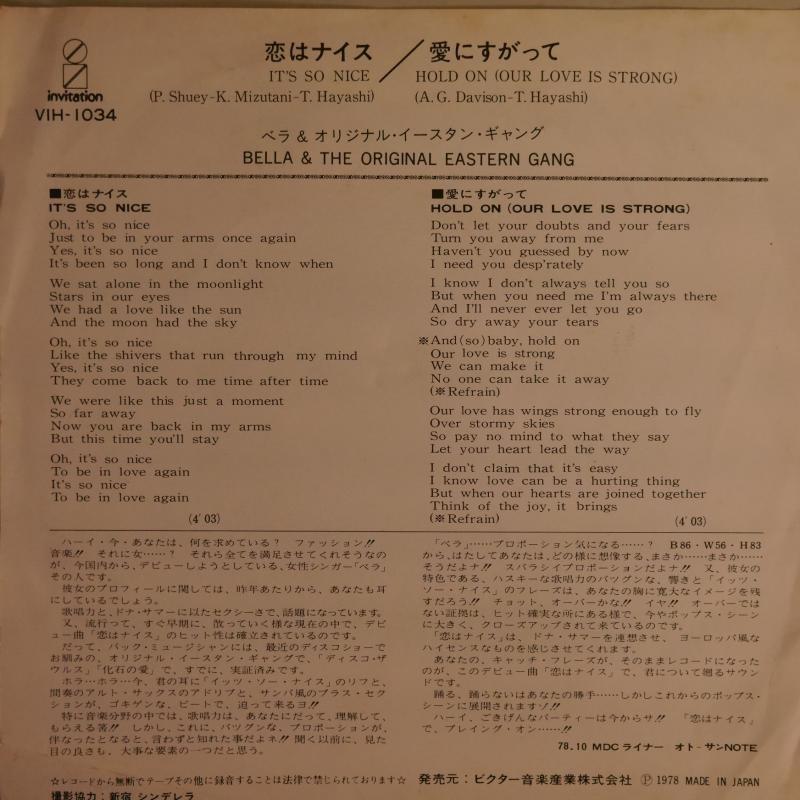 恋はナイス／愛にすがって
IT'S SO NICE
HOLD ON (OUR LOVE IS STRONG)
invitation
(P. Shuey-K. Mizutani-T. Hayashi)
(A. G. Davison-T. Hayashi)
VIH-1034
ベラ & オリジナル・イースタン・ギャング
BELLA & THE ORIGINAL EASTERN GANG
■恋はナイス
IT'S SO NICE
Oh, it's so nice
Just to be in your arms once again
Yes, it's so nice
It's been so long and I don't know when
We sat alone in the moonlight
Stars in our eyes
We had a love like the sun
And the moon had the sky
Oh, it's so nice
Like the shivers that run through my mind
Yes, it's so nice
They come back to me time after time
We were like this just a moment
So far away
Now you are back in my arms
But this time you'll stay
Oh, it's so nice
To be in love again
It's so nice
To be in love again
(4'03)
■愛にすがって
HOLD ON (OUR LOVE IS STRONG)
Don't let your doubts and your fears
Turn you away from me
Haven't you guessed by now
I need you desp'rately
I know I don't always tell you so
But when you need me I'm always there
And I'll never ever let you go
So dry away your tears
※And(so)baby, hold on
Our love is strong
We can make it
No one can take it away
(※Refrain)
Our love has wings strong enough to fly
Over stormy skies
So pay no mind to what they say
Let your heart lead the way
I don't claim that it's easy
I know love can be a hurting thing
But when our hearts are joined together
Think of the joy, it brings
(※Refrain)
(4'03)
ハーイ・今・あなたは、何を求めている？　ファッション!!
音楽!!　それに女……？　それら全てを満足させてくれそうなの
が、今国内から、デビューしようとしている、女性シンガー「ベラ」
その人です。
彼女のプロフィールに関しては、昨年あたりから、あなたも耳
にしているでしょう。
歌唱力と、ドナ・サマーに以たセクシーさで、話題になっています。
又、流行って、すぐ早期に、散っていく様な現在の中で、デビ
ュー曲「恋はナイス」のヒット性は確立されているのです。
だって、バック・ミュージシャンには、最近のディスコショーで
お馴みの、オリジナル・イースタン・ギャングで、「ディスコ・ザ
ウルス」「化石の愛」で、すでに、実証済みです。
ホラ…ホラ…今、君の耳に「イッツ・ソー・ナイス」のリフと、
間奏のアルト・サックスのアドリブと、サンバ風のブラス・セク
ションが、ゴキゲンな、ビートで、迫って来るヨ!!
特に音楽分野の中では、歌唱力は、あなたにだって、理解して、
もらえる筈!!　しかし、これに、バツグンな、プロポーションが、
伴なったとなると、言わずと知れた事だよネ!!　聞く以前に、見た
目の良さも、大事な要素の一つだと思う。
「ベラ」……プロポーション気になる……？　B86・W56・H83
から、はたしてあなたは、どの様に想像する、まさか……まさか……
そうだよナ!!　スバラシイプロポーションだよナ!!　又、彼女の
特色である、ハスキーな歌唱力のバツグンな、響きと「イッツ・
ソー・ナイス」のフレーズは、あなたの胸に寛大なイメージを残
すだろう!!　チョット、オーバーかな!!　イヤ!!　オーバーでは
ない証拠は、ヒット確実な所にある様で、今やポップス・シーン
に大きく、クローズアップされて来ているのです。
「恋はナイス」は、ドナ・サマーを連想させ、ヨーロッパ風な
ハイセンスなものを感じさせてくれます。
あなたの、キャッチ・フレーズが、そのままレコードになった
のが、このデビュー曲「恋はナイス」で、君について廻るサウン
ドです。
踊る、踊らないはあなたの勝手……しかしこれからのポップス・
シーンに展開されますゾ!!
ハーイ、ごきげんなパーティーは今からサ!!　「恋はナイス」
で、プレイング・オン……!!
78.10 MDCライナー　オトーサンNOTE
☆レコードから無断でテープその他に録音することは法律で禁じられております☆
発売元：ビクター音楽産業株式会社 Ⓟ 1978 MADE IN JAPAN
撮影協力：新宿 シンデレラ